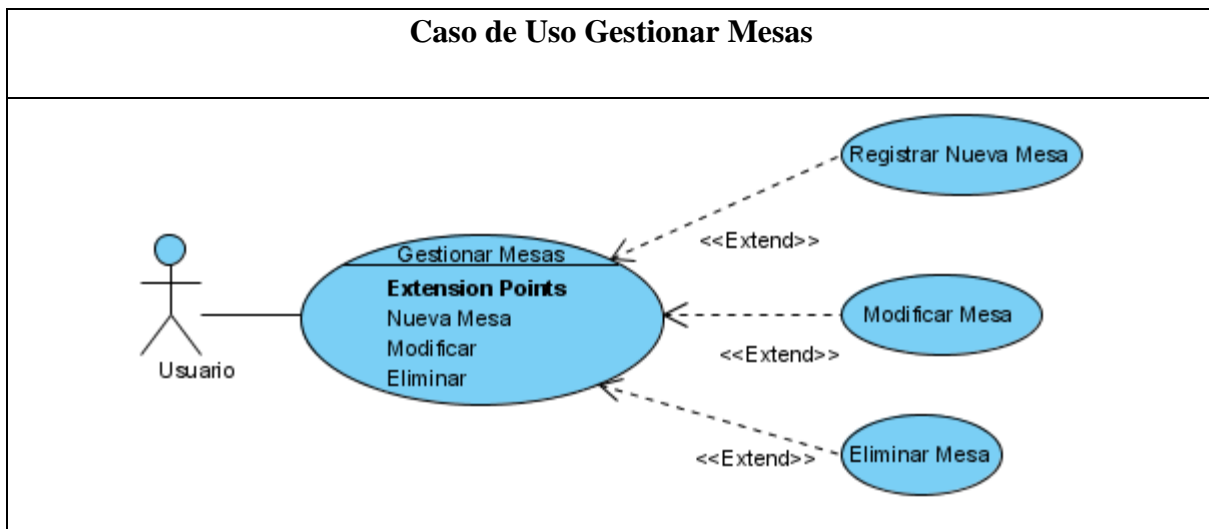 Caso de Uso Gestionar Mesas
Registrar Nueva Mesa
<<Extend>>
Gestionar Mesas
Extension Points
Nueva Mesa
Modificar
Eliminar
Modificar Mesa
<<Extend>>
Usuario
Eliminar Mesa
<<Extend>>